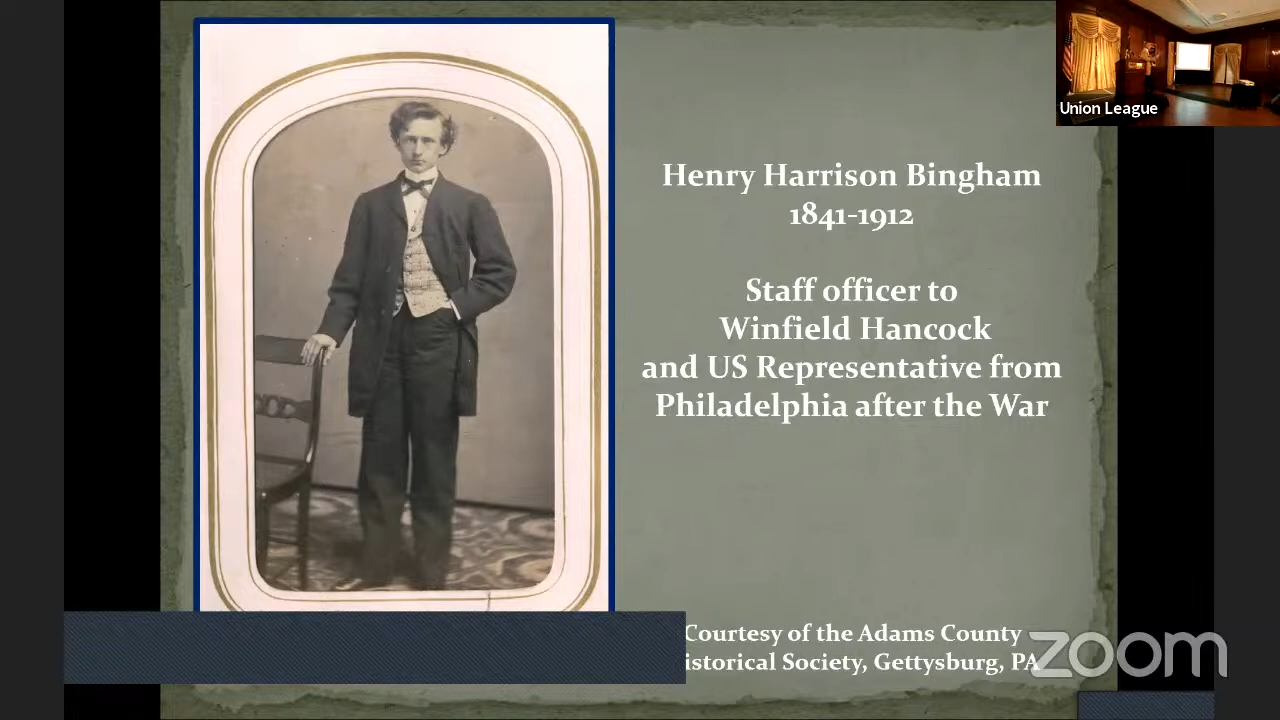 Union League
Henry Harrison Bingham
1841-1912
Staff officer to
Winfield Hancock
and US Representative from
Philadelphia after the War
Courtesy of the Adams County
istorical Society, Gettysburg, PA
zoom